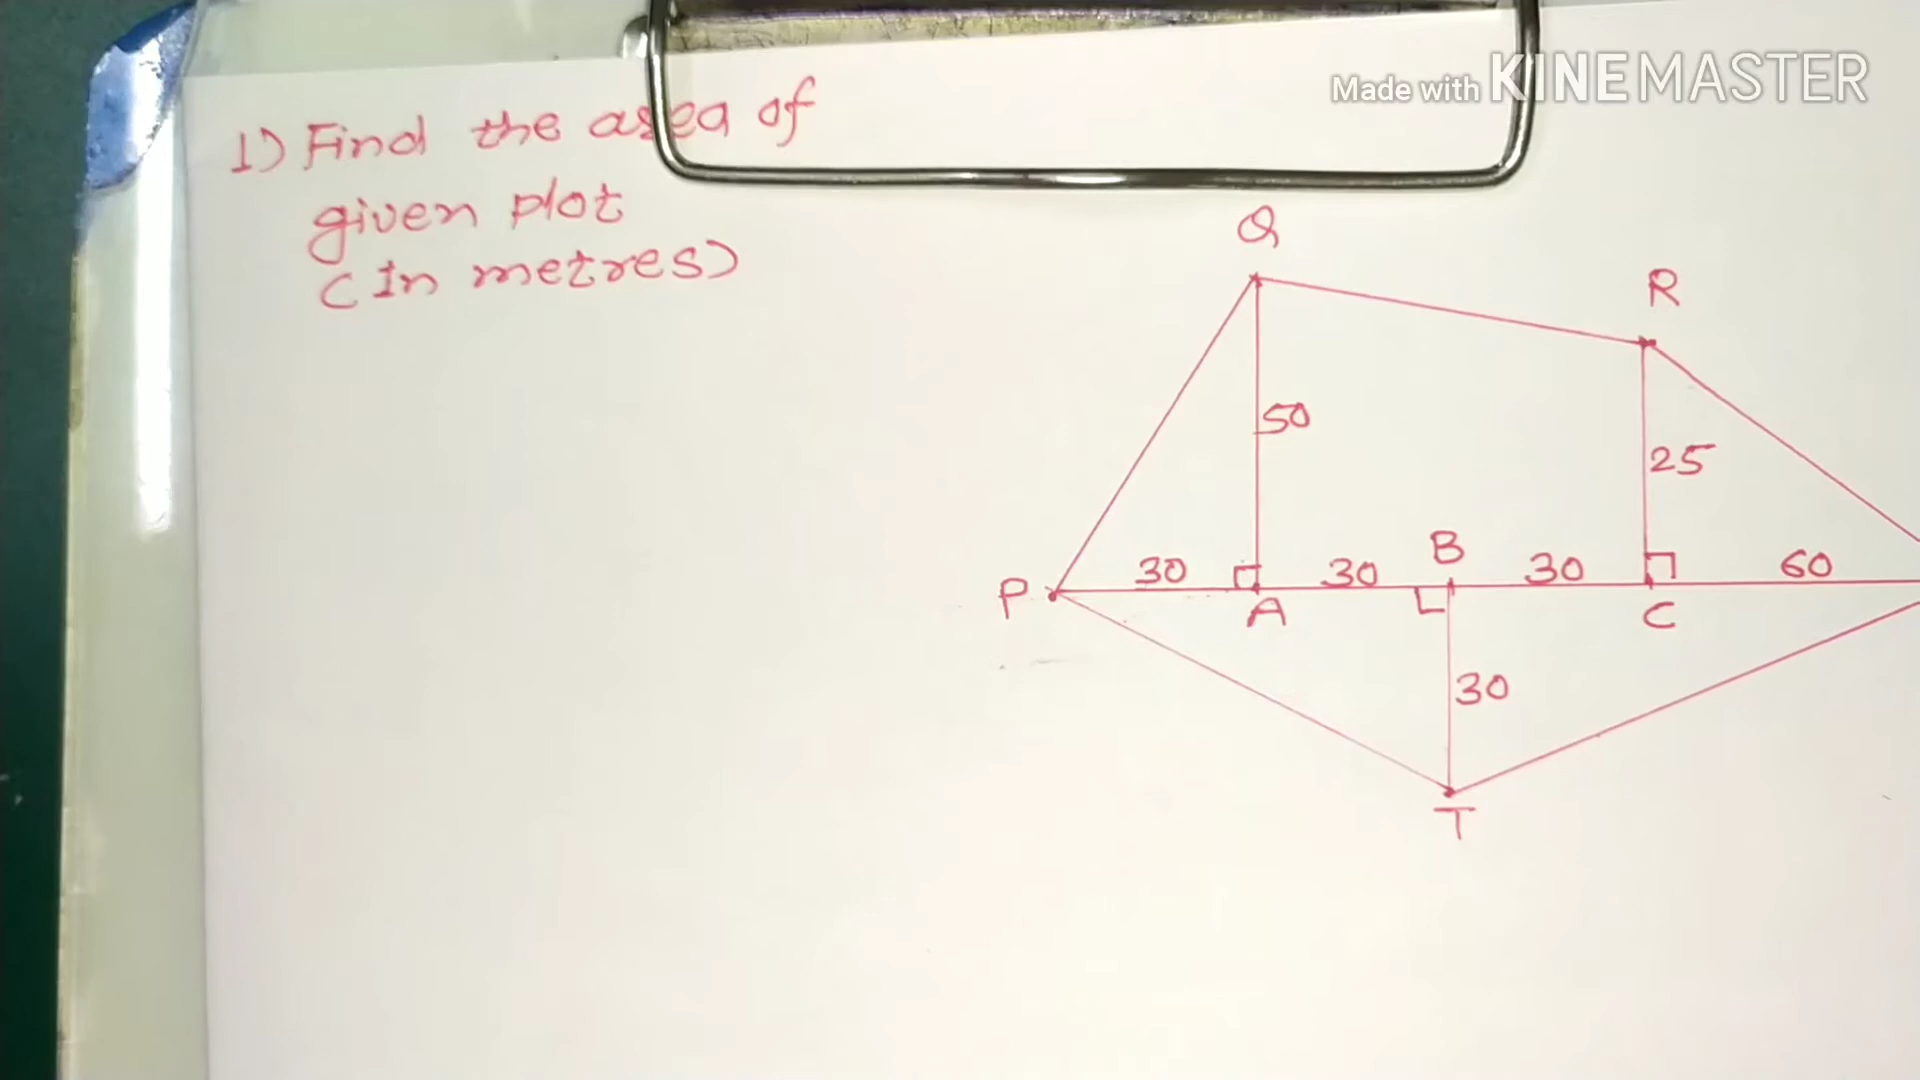 Made with KINEMASTER
1) Find the area of
given plot
(In metres)
Q
R
50
25
P 30 A 30 B 30 C 60
30
T